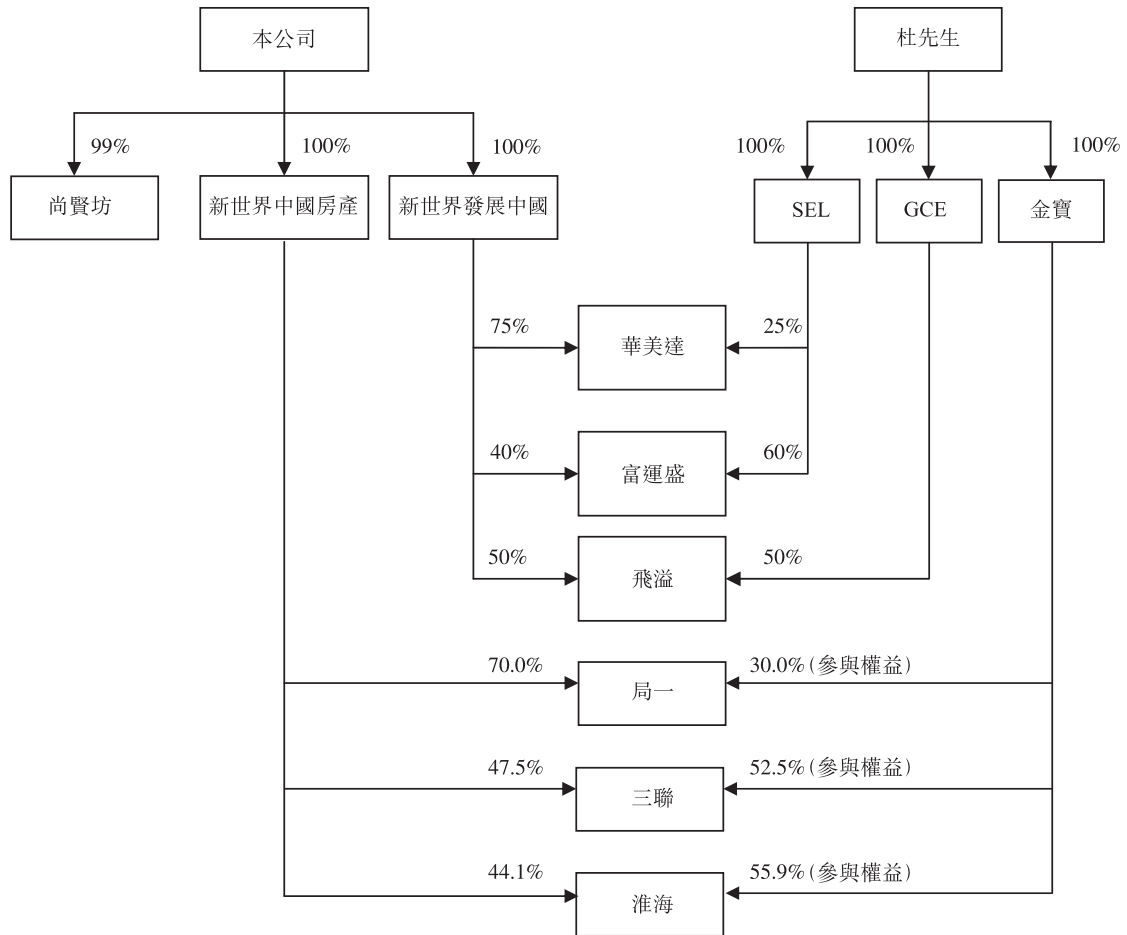 本公司
杜先生
99%
100%
100%
100%
100%
100%
尚賢坊
新世界中國房產
新世界發展中國
SEL
GCE
金寶
75%
華美達
25%
40%
富運盛
60%
50%
飛溢
50%
70.0%
局一
30.0% (參與權益)
47.5%
三聯
52.5% (參與權益)
44.1%
淮海
55.9% (參與權益)